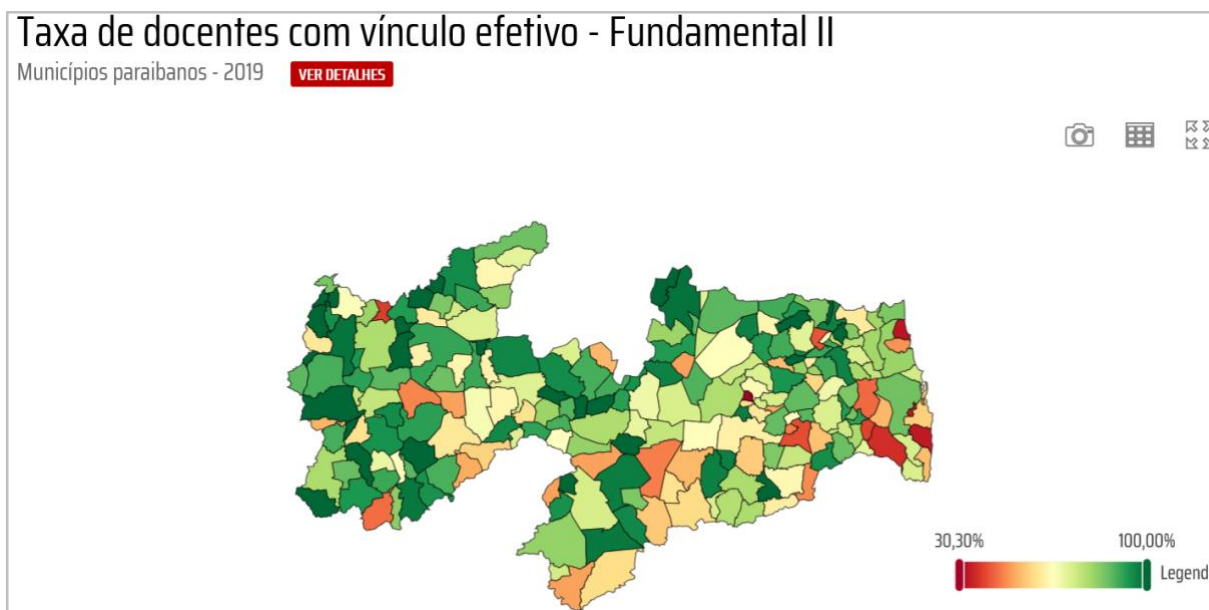 Taxa de docentes com vínculo efetivo - Fundamental II
Municípios paraibanos - 2019 VER DETALHES
30,30% 100,00%
Legend